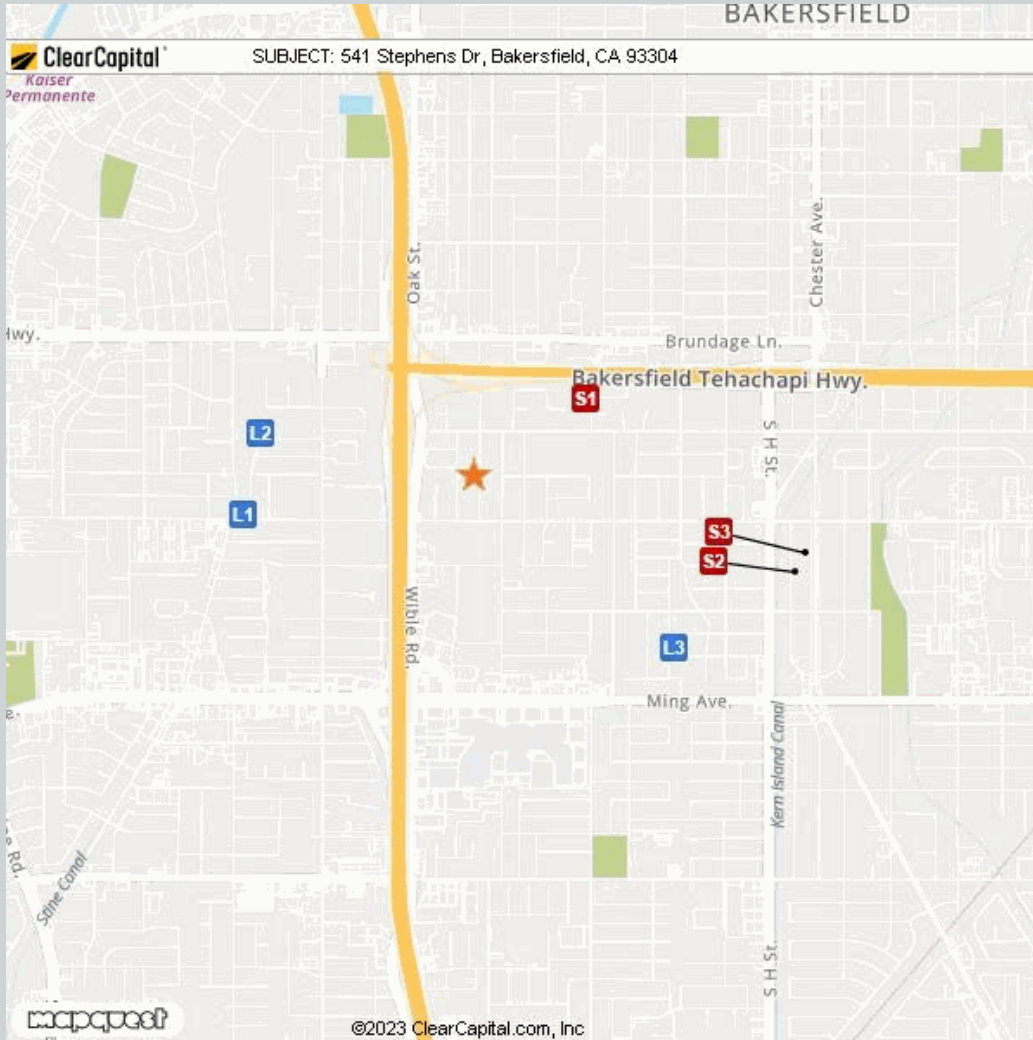 BAKERSFIELD
ClearCapital
SUBJECT: 541 Stephens Dr, Bakersfield, CA 93304
Kaiser
Permanente
Chester Ave.
Oak St.
Hwy.
Brundage Ln.
Bakersfield Tehachapi Hwy.
S1
L2
S H St.
L1
S3
S2
Wible Rd.
L3
Ming Ave.
e.
Kern Island Canal
Rd.
Stine Canal
S H St.
mapquest
©2023 ClearCapital.com, Inc